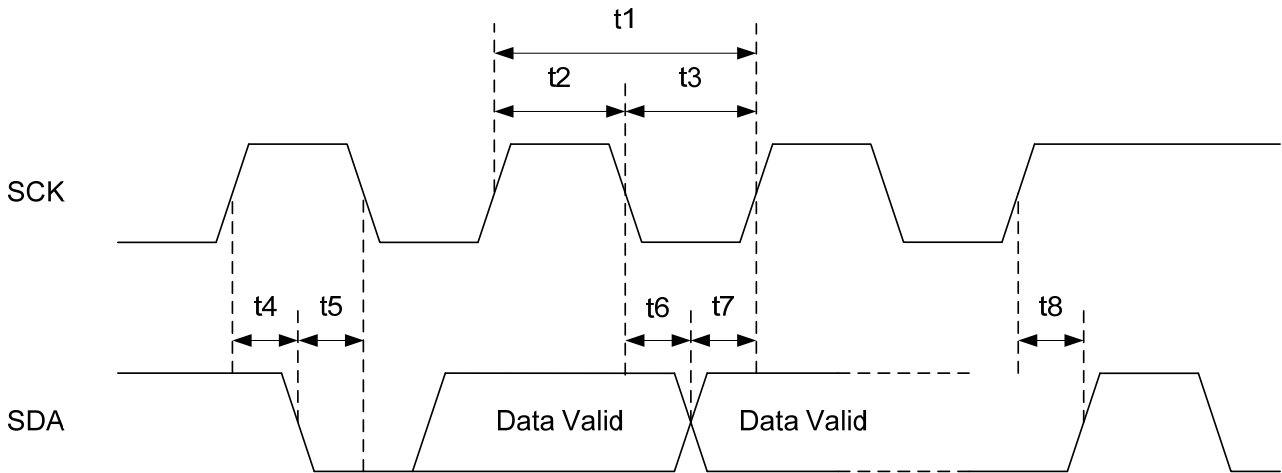 t1
t2
t3
SCK
t4
t5
t6
t7
t8
SDA
Data Valid
Data Valid